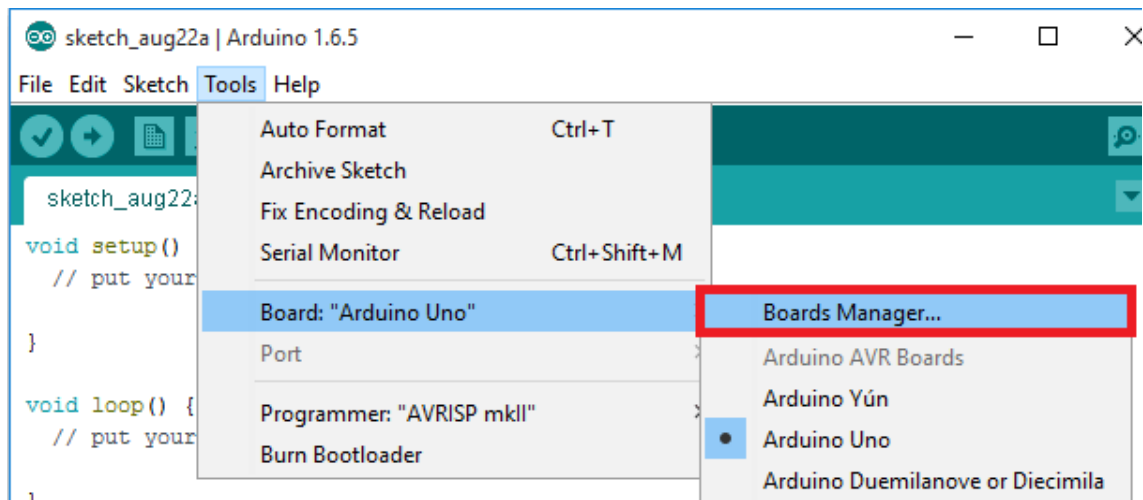 sketch_aug22a | Arduino 1.6.5
File Edit Sketch Tools Help
Auto Format Ctrl+T
Archive Sketch
sketch_aug22a
Fix Encoding & Reload
void setup()
Serial Monitor Ctrl+Shift+M
// put your
Board: "Arduino Uno"
Boards Manager...
}
Port
Arduino AVR Boards
Arduino Yún
void loop() {
Programmer: "AVRISP mkII"
// put your
Arduino Uno
Burn Bootloader
Arduino Duemilanove or Diecimila
}